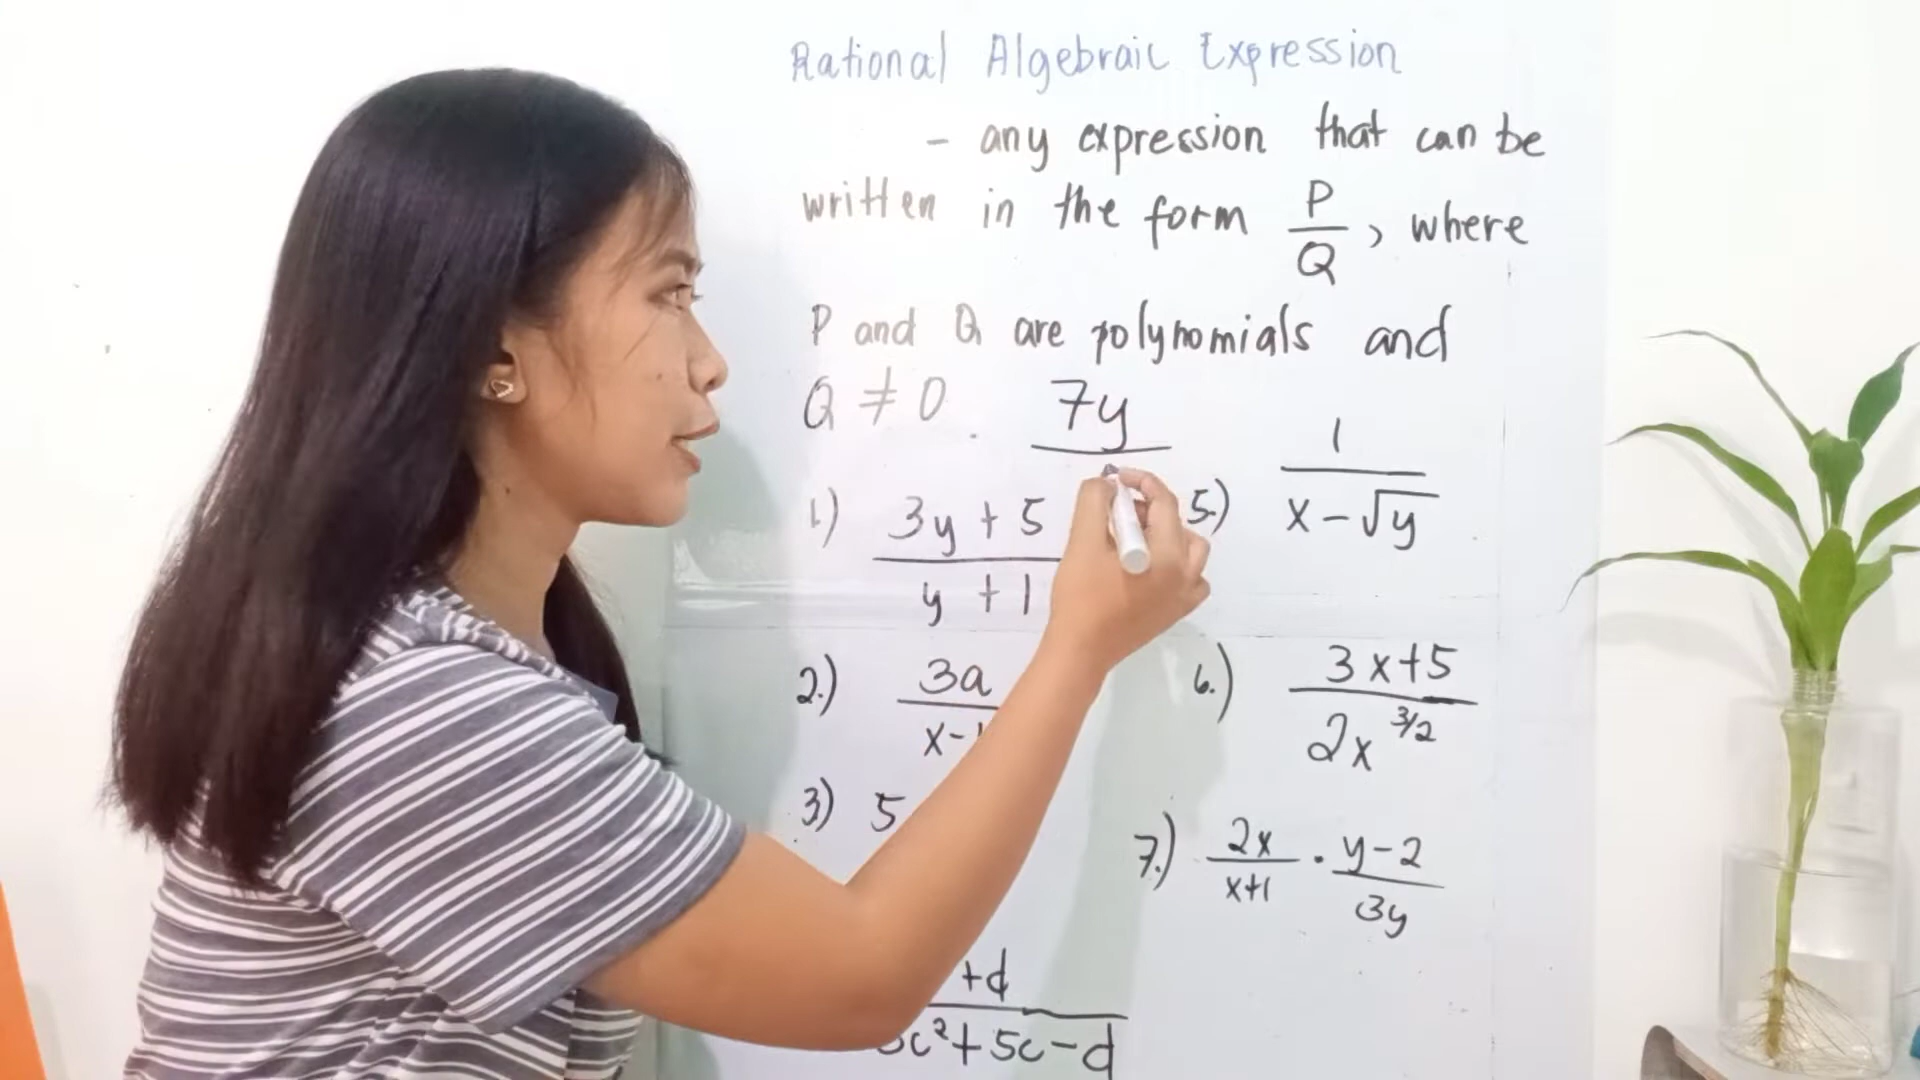 Rational Algebraic Expression
- any expression that can be
written in the form P/Q, where
P and Q are polynomials and
Q ≠ 0.
7y
1.) (3y + 5)/(y + 1)
2.) 3a
x-
3) 5
+d
c² + 5c - d
5.) 1/(x - √y)
6.) (3x+5)/(2x^(3/2))
7.) 2x/(x+1) · (y-2)/(3y)